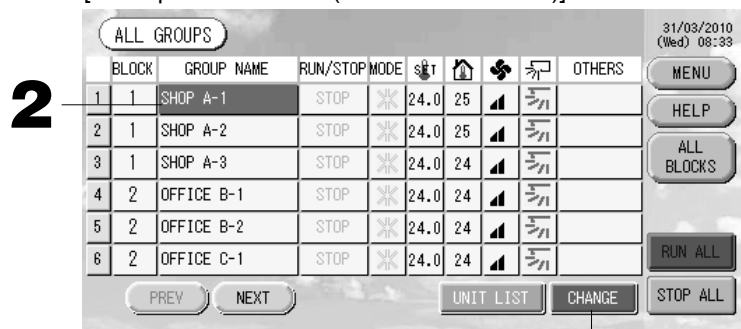 ALL GROUPS
31/03/2010
(Wed) 08:33
BLOCK GROUP NAME RUN/STOP MODE SET OTHERS
MENU
2
1 1 SHOP A-1 STOP 24.0 25
HELP
2 1 SHOP A-2 STOP 24.0 25
ALL
BLOCKS
3 1 SHOP A-3 STOP 24.0 24
4 2 OFFICE B-1 STOP 24.0 24
5 2 OFFICE B-2 STOP 24.0 24
6 2 OFFICE C-1 STOP 24.0 24
RUN ALL
PREV NEXT UNIT LIST CHANGE STOP ALL